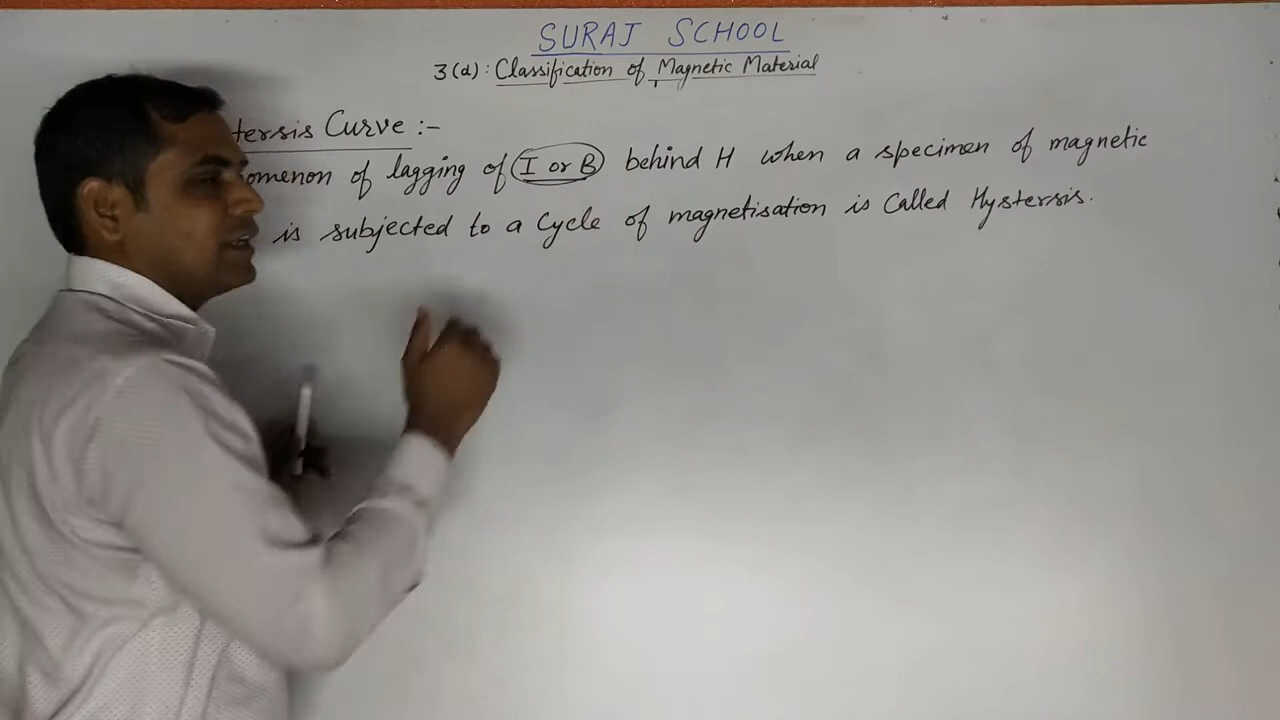 SURAJ SCHOOL
3(d): Classification of Magnetic Material
tersis Curve :-
omenon of lagging of I or B behind H when a specimen of magnetic
is subjected to a Cycle of magnetisation is Called Hystersis.